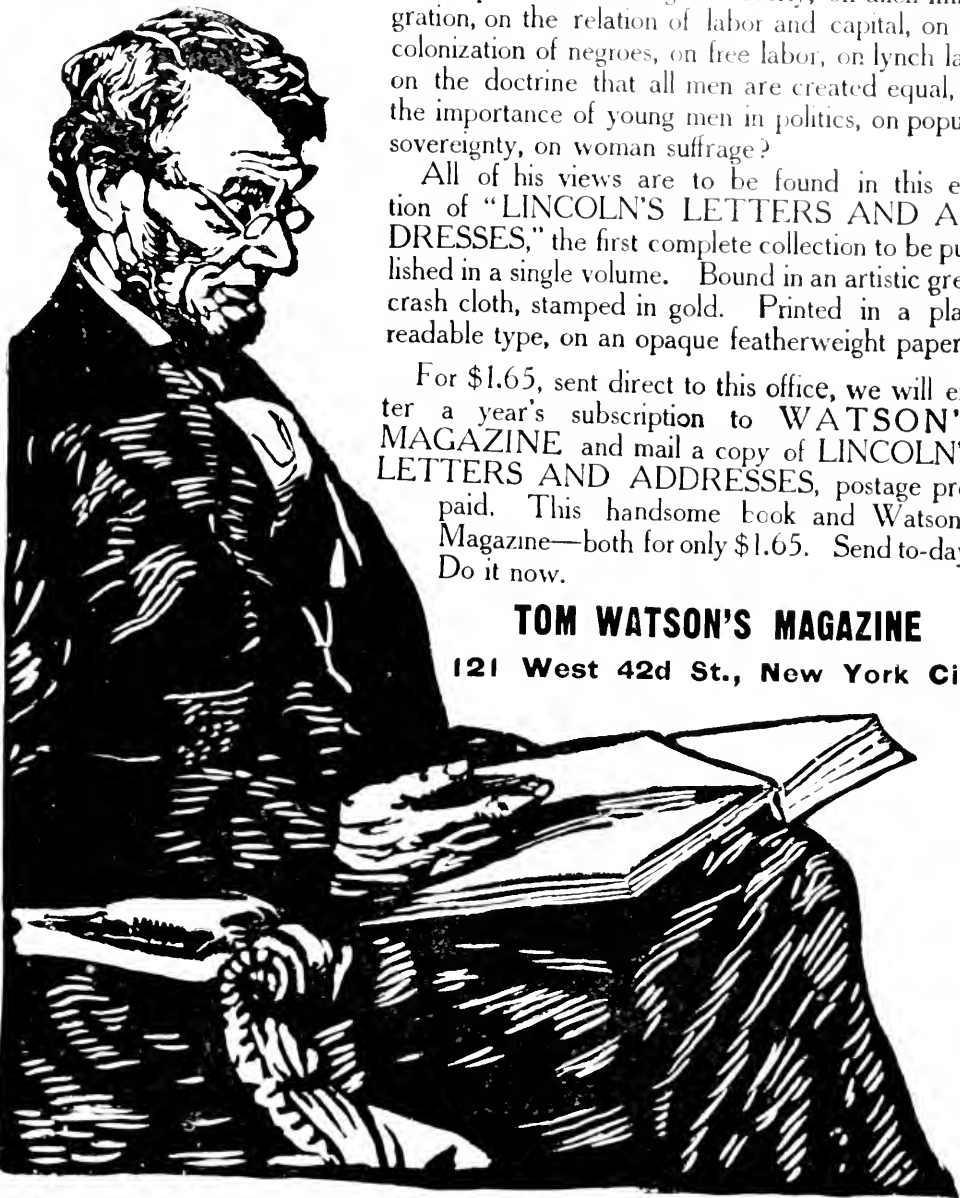 gration, on the relation of labor and capital, on
colonization of negroes, on free labor, on lynch la
on the doctrine that all men are created equal,
the importance of young men in politics, on popu
sovereignty, on woman suffrage?
All of his views are to be found in this e
tion of "LINCOLN'S LETTERS AND A
DRESSES," the first complete collection to be pu
lished in a single volume. Bound in an artistic gre
crash cloth, stamped in gold. Printed in a pla
readable type, on an opaque featherweight paper
For $1.65, sent direct to this office, we will e
ter a year's subscription to WATSON'
MAGAZINE and mail a copy of LINCOLN'
LETTERS AND ADDRESSES, postage pre
paid. This handsome book and Watson
Magazine—both for only $1.65. Send to-day
Do it now.
TOM WATSON'S MAGAZINE
121 West 42d St., New York Ci